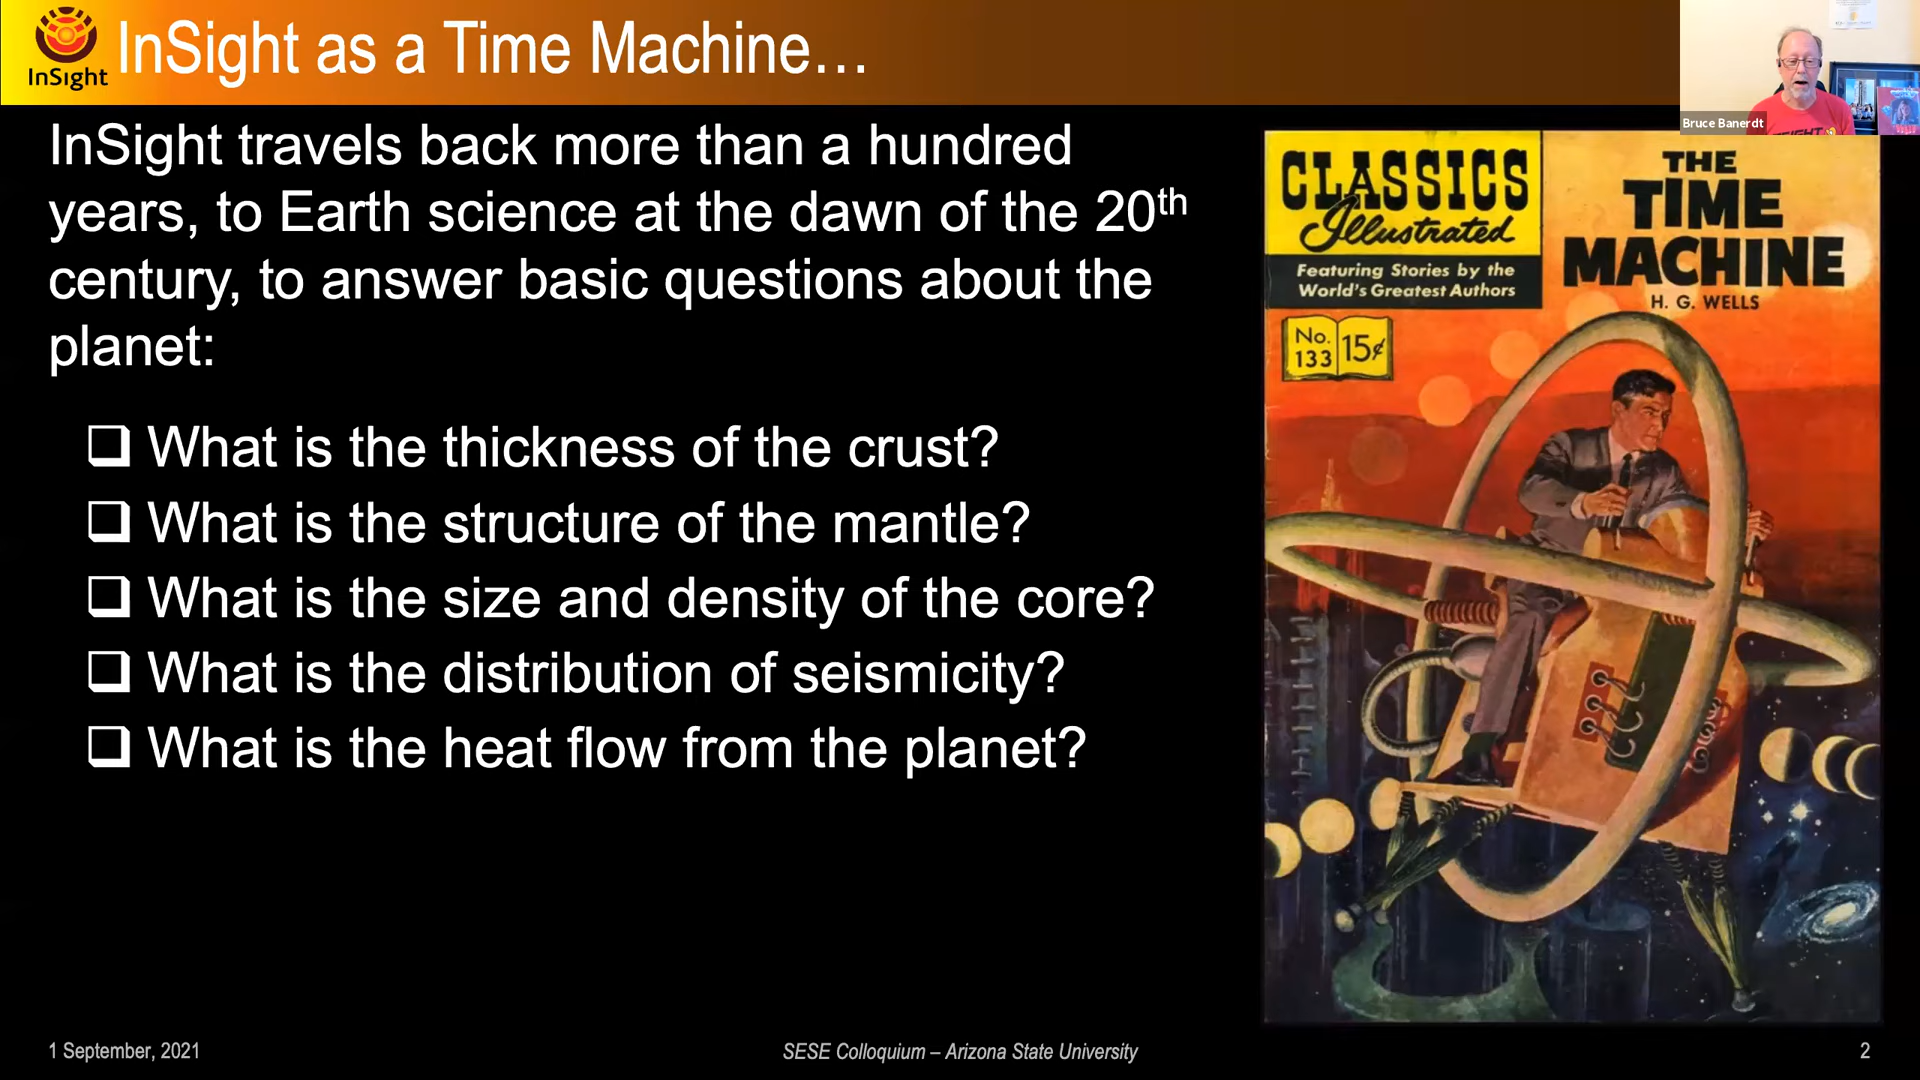 InSight
InSight as a Time Machine...
Bruce Banerdt
InSight travels back more than a hundred
years, to Earth science at the dawn of the 20th
century, to answer basic questions about the
planet:
❑ What is the thickness of the crust?
❑ What is the structure of the mantle?
❑ What is the size and density of the core?
❑ What is the distribution of seismicity?
❑ What is the heat flow from the planet?
CLASSICS
Illustrated
Featuring Stories by the
World's Greatest Authors
No.
133
15¢
THE
TIME
MACHINE
H. G. WELLS
1 September, 2021
SESE Colloquium – Arizona State University
2